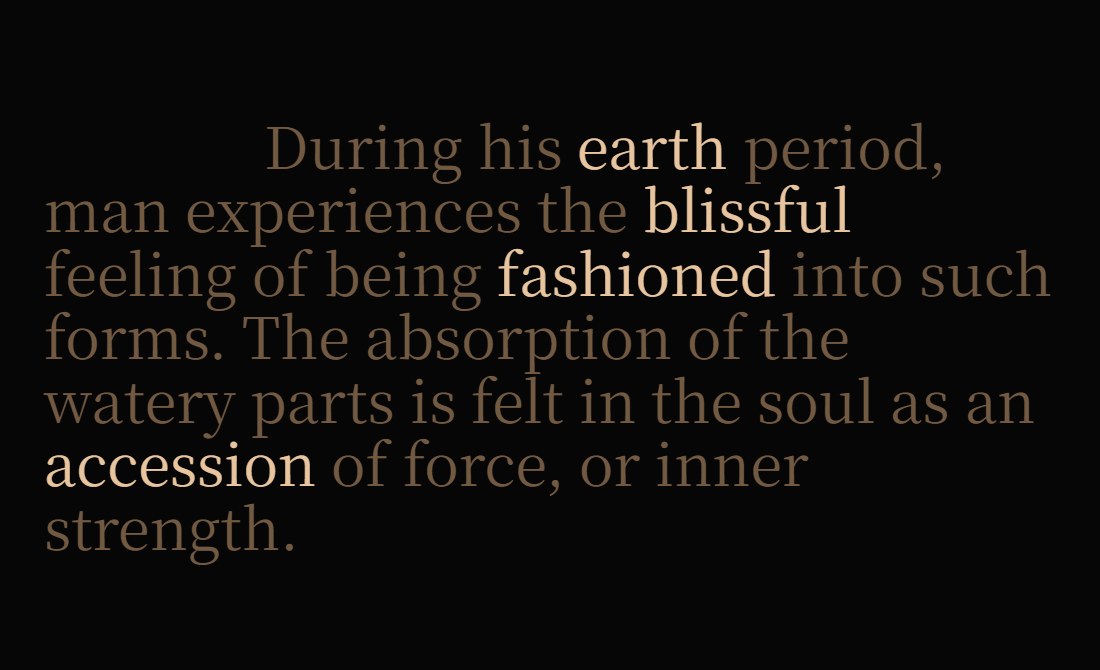 During his earth period,
man experiences the blissful
feeling of being fashioned into such
forms. The absorption of the
watery parts is felt in the soul as an
accession of force, or inner
strength.